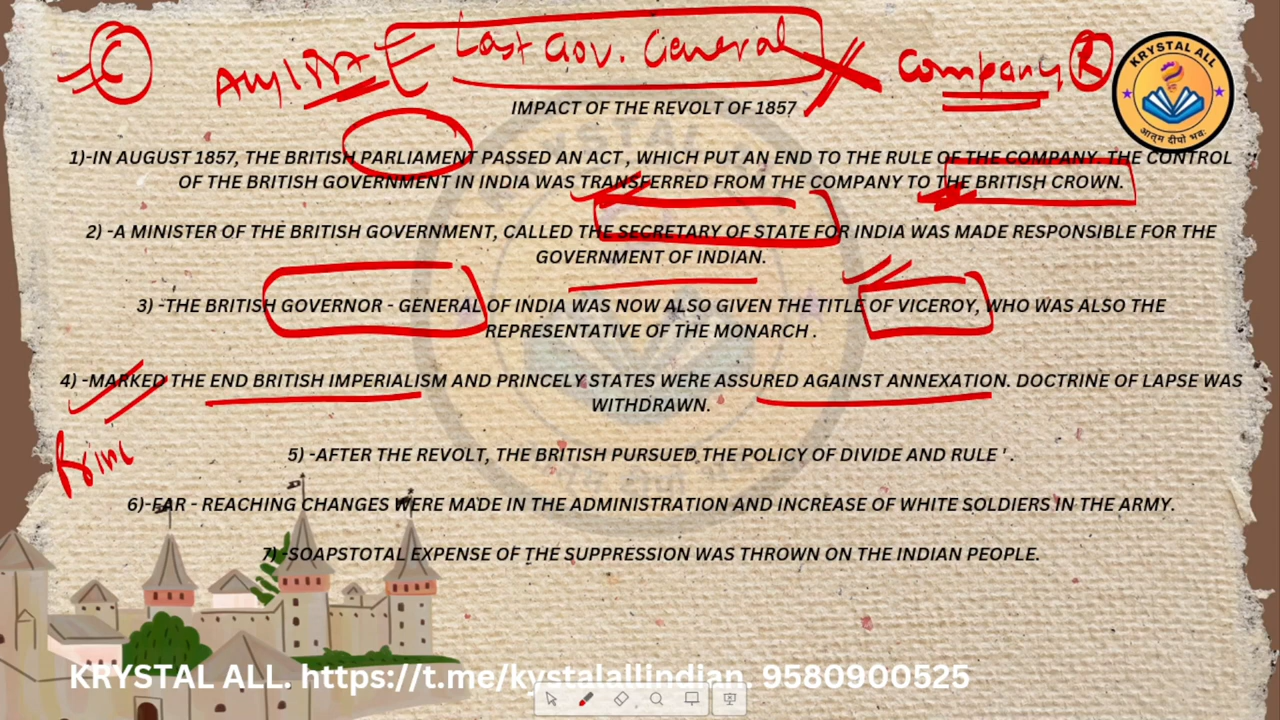 C
Last Gov. General
Company
KRYSTAL ALL
आत्म दीपो भवः
IMPACT OF THE REVOLT OF 1857
1)-IN AUGUST 1857, THE BRITISH PARLIAMENT PASSED AN ACT , WHICH PUT AN END TO THE RULE OF THE COMPANY. THE CONTROL
OF THE BRITISH GOVERNMENT IN INDIA WAS TRANSFERRED FROM THE COMPANY TO THE BRITISH CROWN.
2) -A MINISTER OF THE BRITISH GOVERNMENT, CALLED THE SECRETARY OF STATE FOR INDIA WAS MADE RESPONSIBLE FOR THE
GOVERNMENT OF INDIAN.
3) -THE BRITISH GOVERNOR - GENERAL OF INDIA WAS NOW ALSO GIVEN THE TITLE OF VICEROY, WHO WAS ALSO THE
REPRESENTATIVE OF THE MONARCH .
4) -MARKED THE END BRITISH IMPERIALISM AND PRINCELY STATES WERE ASSURED AGAINST ANNEXATION. DOCTRINE OF LAPSE WAS
WITHDRAWN.
5) -AFTER THE REVOLT, THE BRITISH PURSUED THE POLICY OF DIVIDE AND RULE ' .
6)-FAR - REACHING CHANGES WERE MADE IN THE ADMINISTRATION AND INCREASE OF WHITE SOLDIERS IN THE ARMY.
7) -SOAPSTOTAL EXPENSE OF THE SUPPRESSION WAS THROWN ON THE INDIAN PEOPLE.
KRYSTAL ALL. https://t.me/kystalallindian. 9580900525